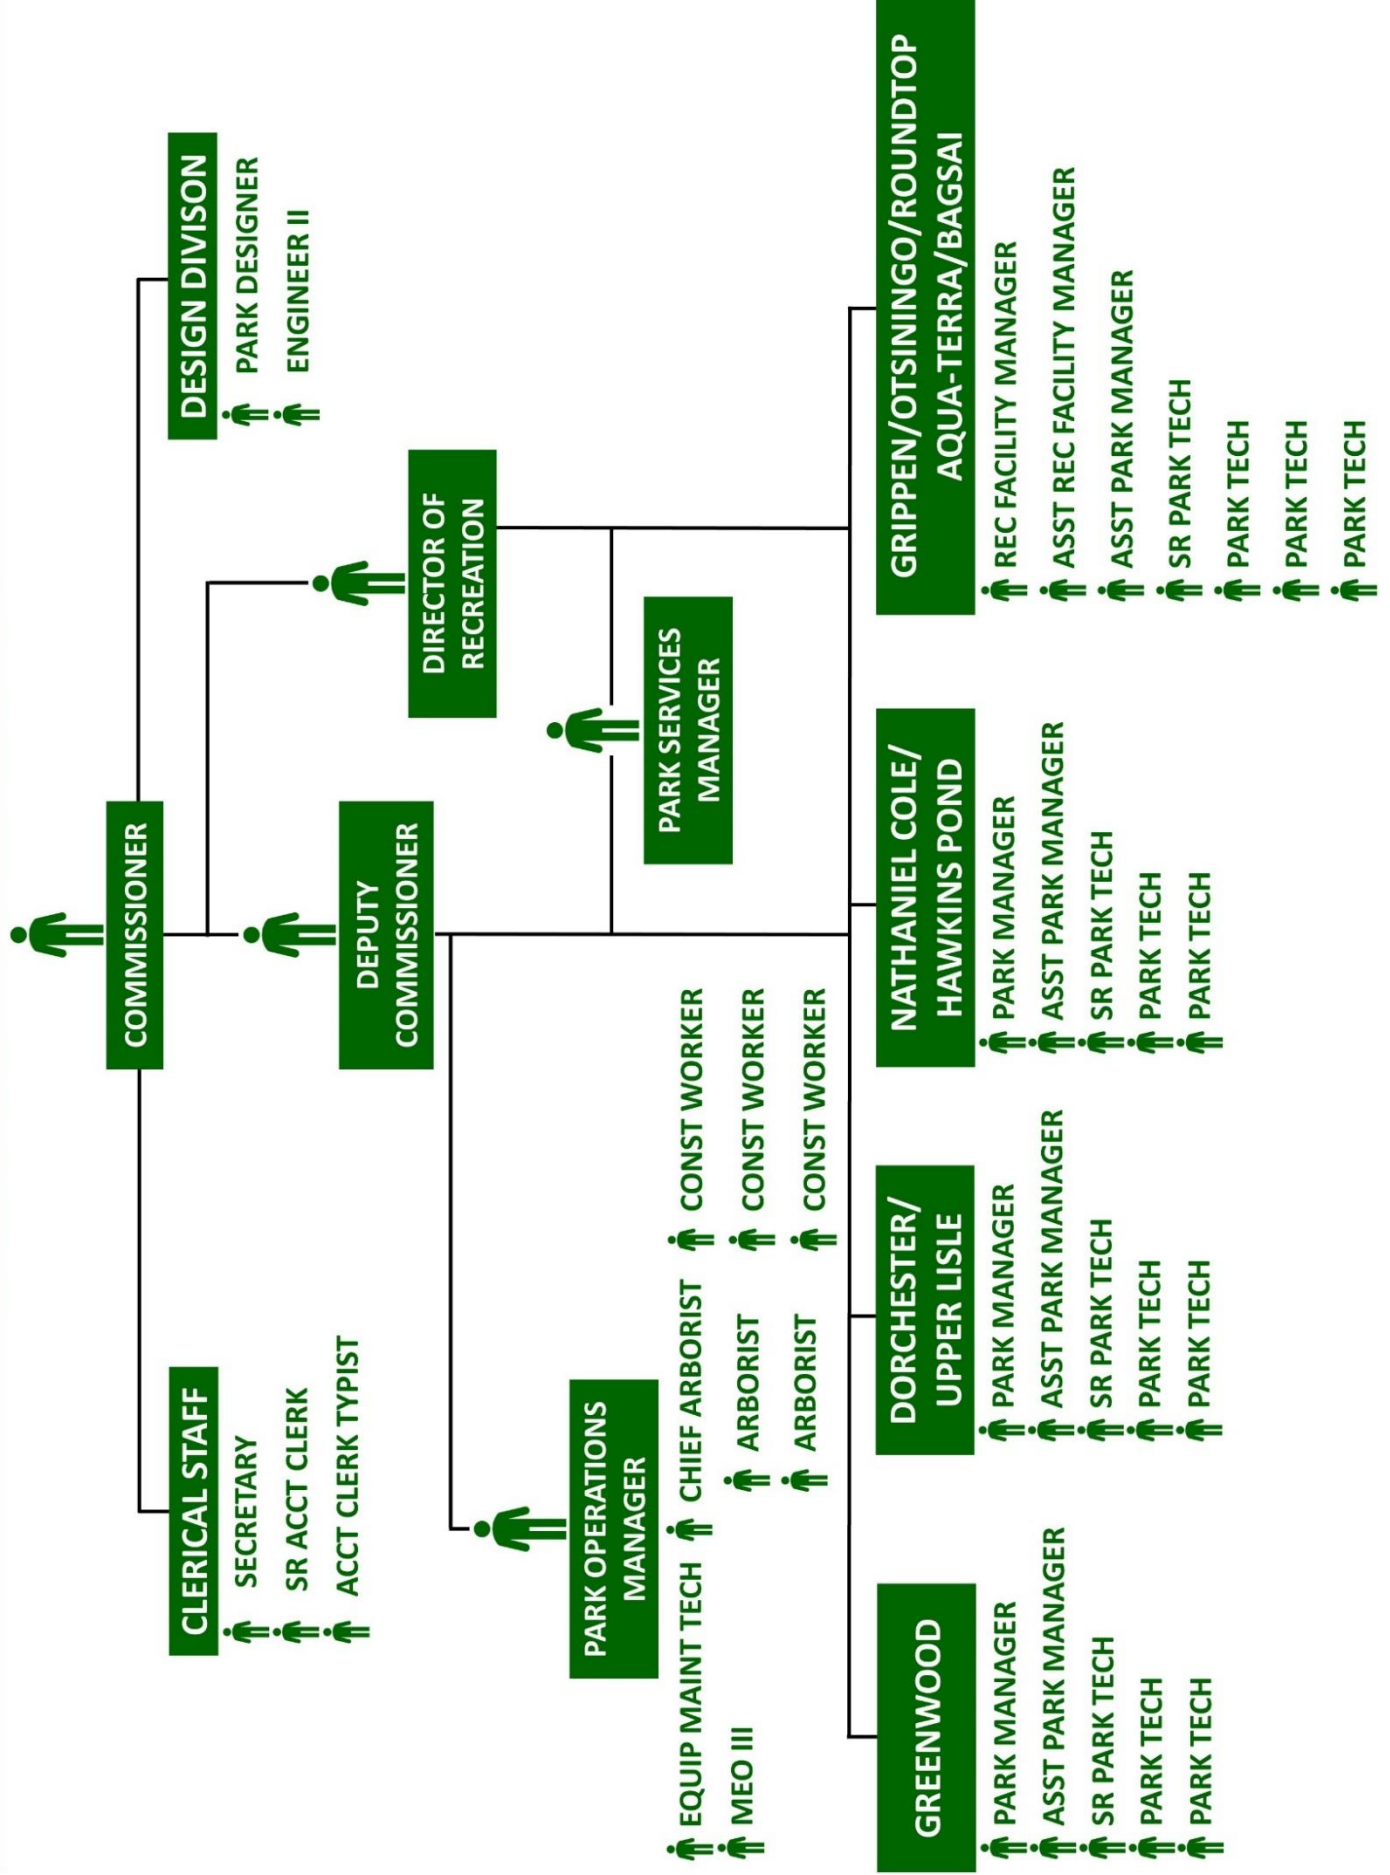 COMMISSIONER
CLERICAL STAFF
SECRETARY
SR ACCT CLERK
ACCT CLERK TYPIST
DESIGN DIVISON
PARK DESIGNER
ENGINEER II
DEPUTY
COMMISSIONER
DIRECTOR OF
RECREATION
PARK OPERATIONS
MANAGER
EQUIP MAINT TECH
MEO III
CHIEF ARBORIST
ARBORIST
ARBORIST
CONST WORKER
CONST WORKER
CONST WORKER
PARK SERVICES
MANAGER
GREENWOOD
PARK MANAGER
ASST PARK MANAGER
SR PARK TECH
PARK TECH
PARK TECH
DORCHESTER/
UPPER LISLE
PARK MANAGER
ASST PARK MANAGER
SR PARK TECH
PARK TECH
PARK TECH
NATHANIEL COLE/
HAWKINS POND
PARK MANAGER
ASST PARK MANAGER
SR PARK TECH
PARK TECH
PARK TECH
GRIPPEN/OTSININGO/ROUNDTOP
AQUA-TERRA/BAGSAI
REC FACILITY MANAGER
ASST REC FACILITY MANAGER
ASST PARK MANAGER
SR PARK TECH
PARK TECH
PARK TECH
PARK TECH